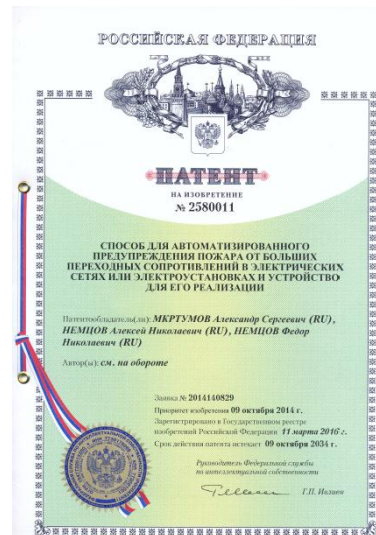 РОССИЙСКАЯ ФЕДЕРАЦИЯ
ПАТЕНТ
НА ИЗОБРЕТЕНИЕ
№ 2580011
СПОСОБ ДЛЯ АВТОМАТИЗИРОВАННОГО
ПРЕДУПРЕЖДЕНИЯ ПОЖАРА ОТ БОЛЬШИХ
ПЕРЕХОДНЫХ СОПРОТИВЛЕНИЙ В ЭЛЕКТРИЧЕСКИХ
СЕТЯХ ИЛИ ЭЛЕКТРОУСТАНОВКАХ И УСТРОЙСТВО
ДЛЯ ЕГО РЕАЛИЗАЦИИ
Патентообладатель(ли): МКРТУМОВ Александр Сергеевич (RU),
НЕМЦОВ Алексей Николаевич (RU), НЕМЦОВ Федор
Николаевич (RU)
Автор(ы): см. на обороте
Заявка № 2014140829
Приоритет изобретения 09 октября 2014 г.
Зарегистрировано в Государственном реестре
изобретений Российской Федерации 11 марта 2016 г.
Срок действия патента истекает 09 октября 2034 г.
Руководитель Федеральной службы
по интеллектуальной собственности
Г.П. Ивлиев